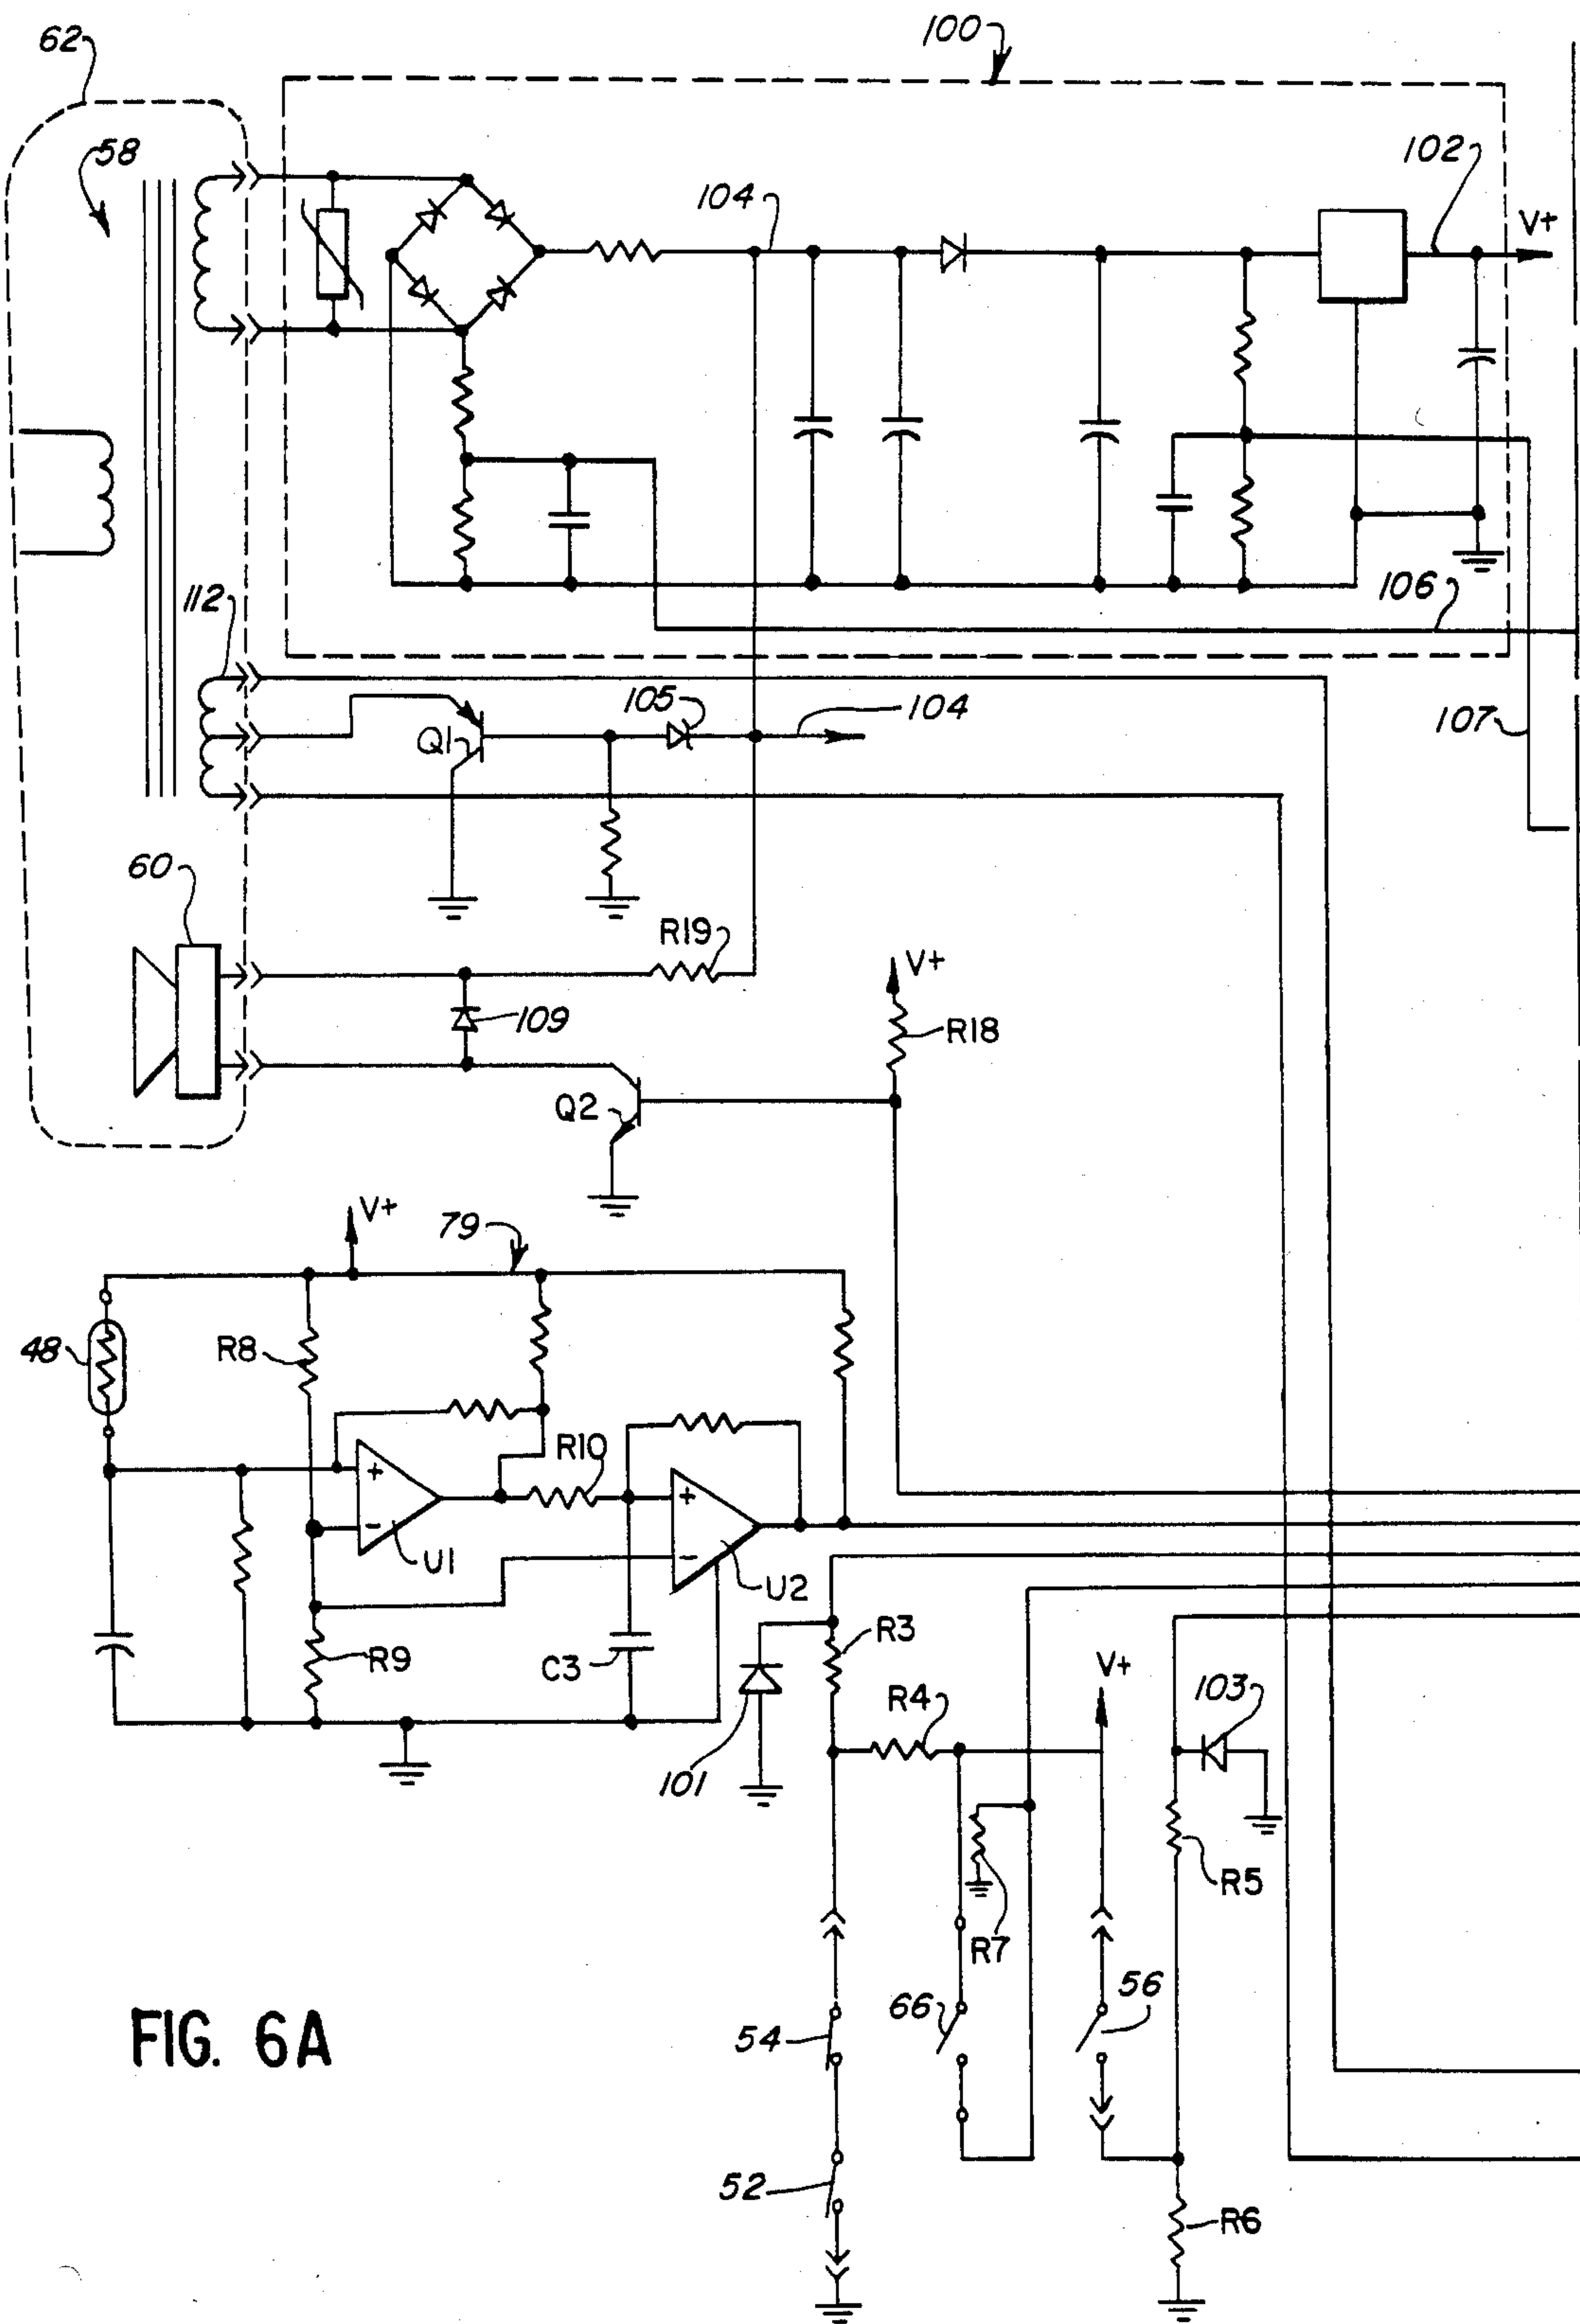 62
100
58
102
104
V+
112
106
105
104
Q1
107
60
R19
V+
109
R18
Q2
V+
79
48
R8
R10
+
+
-
U1
-
U2
R3
R9
C3
V+
103
R4
101
R5
R7
56
66
54
FIG. 6A
52
R6